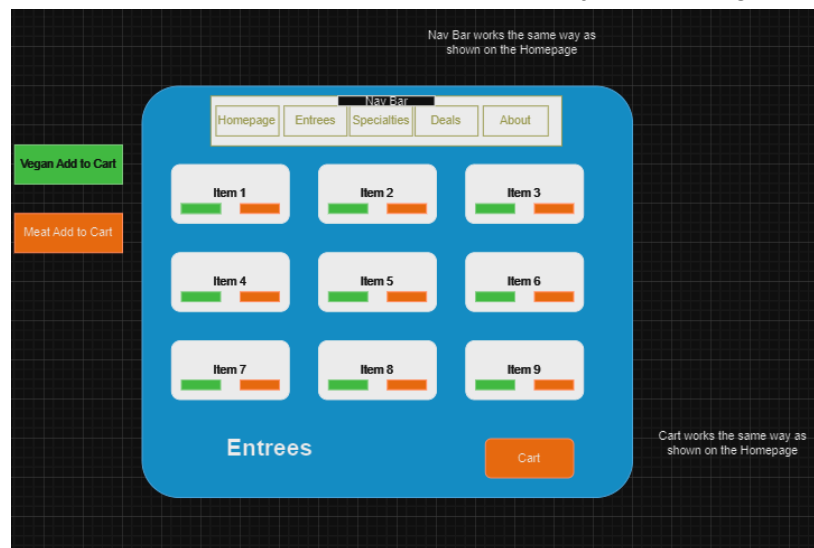 Nav Bar works the same way as
shown on the Homepage
Nav Bar
Homepage
Entrees
Specialties
Deals
About
Vegan Add to Cart
Item 1
Item 2
Item 3
Meat Add to Cart
Item 4
Item 5
Item 6
Item 7
Item 8
Item 9
Entrees
Cart
Cart works the same way as
shown on the Homepage